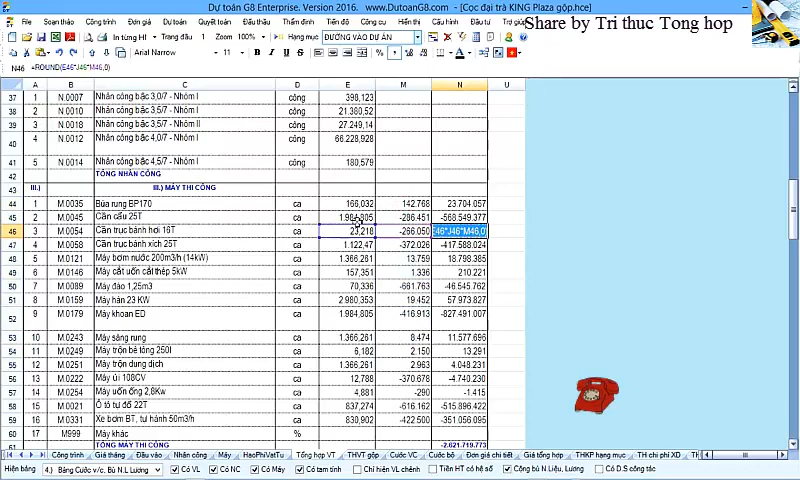 Dự toán G8 Enterprise. Version 2016. www.DutoanG8.com - [Cọc đại trà KING Plaza gộp.hce]
File Soạn thảo Công trình Đơn giá Dự toán Quyết toán Đấu thầu Thẩm định Tiện ích Công cụ Hiển thị Cấu hình Dữ liệu Đầu tư Trợ giúp
Share by Tri thuc Tong hop
In từng HF Trang đầu 1 Zoom 100% Hạng mục ĐƯỜNG VÀO DỰ ÁN
Arial Narrow 11 B I U S
N46 =ROUND(E46*J46*M46,0)
A B C D E M N U
37 1 N.0007 Nhân công bậc 3,0/7 - Nhóm I công 398,123
38 2 N.0010 Nhân công bậc 3,5/7 - Nhóm I công 21.380,52
39 3 N.0018 Nhân công bậc 3,5/7 - Nhóm II công 27.249,14
40 4 N.0012 Nhân công bậc 4,0/7 - Nhóm I công 66.228,928
41 5 N.0014 Nhân công bậc 4,5/7 - Nhóm I công 180,579
42 TỔNG NHÂN CÔNG
43 III.) III.) MÁY THI CÔNG
44 1 M.0035 Búa rung BP170 ca 166,032 142.768 23.704.057
45 2 M.0045 Cần cẩu 25T ca 1.984,805 -286.451 -568.549.377
46 3 M.0054 Cần trục bánh hơi 16T ca 23,218 -266.050 E46*J46*M46,0)
47 4 M.0058 Cần trục bánh xích 25T ca 1.122,47 -372.026 -417.588.024
48 5 M.0121 Máy bơm nước 200m3/h (14kW) ca 1.366,261 13.759 18.798.385
49 6 M.0146 Máy cắt uốn cắt thép 5kW ca 157,351 1.336 210.221
50 7 M.0089 Máy đào 1,25m3 ca 70,336 -661.763 -46.545.762
51 8 M.0159 Máy hàn 23 KW ca 2.980,353 19.452 57.973.827
52 9 M.0179 Máy khoan ED ca 1.984,805 -416.913 -827.491.007
53 10 M.0243 Máy sàng rung ca 1.366,261 8.474 11.577.696
54 11 M.0249 Máy trộn bê tông 250l ca 6,182 2.150 13.291
55 12 M.0251 Máy trộn dung dịch ca 1.366,261 2.963 4.048.231
56 13 M.0222 Máy ủi 108CV ca 12,788 -370.678 -4.740.230
57 14 M.0254 Máy uốn ống 2,8Kw ca 4,881 -290 -1.415
58 15 M.0021 Ô tô tự đổ 22T ca 837,274 -616.162 -515.896.422
59 16 M.0331 Xe bơm BT, tự hành 50m3/h ca 830,902 -422.500 -351.056.095
60 17 M999 Máy khác %
61 TỔNG MÁY THI CÔNG -2.621.719.773
Công trình Giá tháng Đầu vào Nhân công Máy HaoPhiVatTu Tổng hợp VT THVT gộp Cước VC Cước bộ Đơn giá chi tiết Giá tổng hợp THKP hạng mục TH chi phí XD
Hiện bảng 4.) Bảng Cước v/c, Bù N.L Lương Có VL Có NC Có Máy Có tam tính Chỉ hiện VL chênh Tiền HT có hệ số Công bù N.Liệu, Lương Có D.S công tác